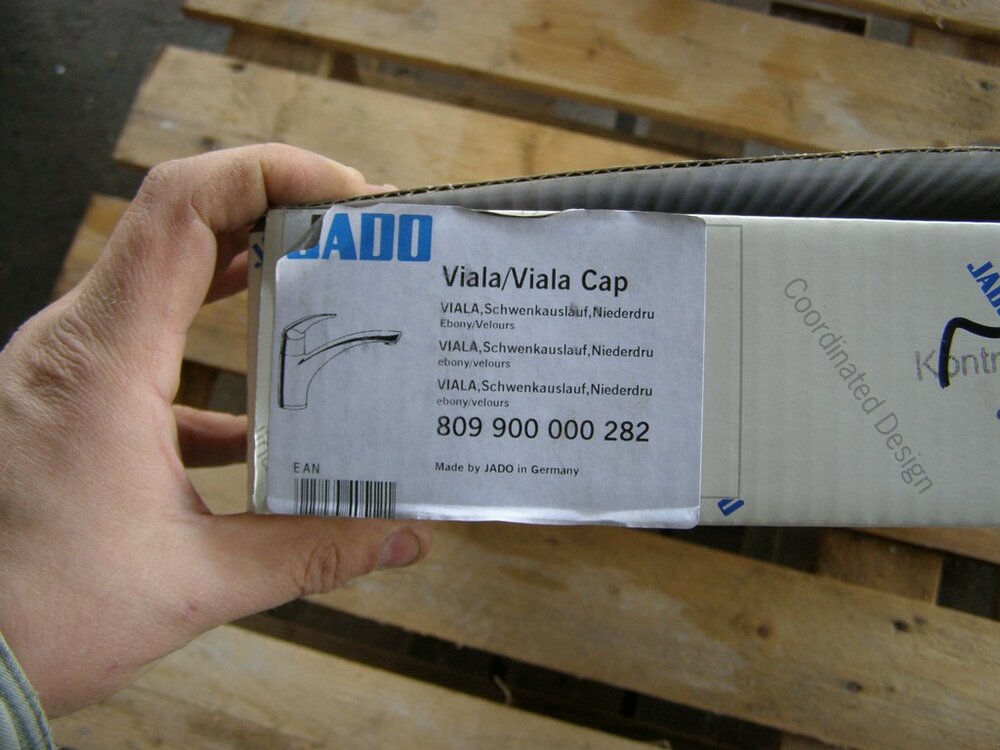 JADO
Viala/Viala Cap
VIALA,Schwenkauslauf,Niederdru
Ebony/Velours
VIALA,Schwenkauslauf,Niederdru
ebony/velours
VIALA,Schwenkauslauf,Niederdru
ebony/velours
809 900 000 282
EAN
Made by JADO in Germany
Coordinated Design